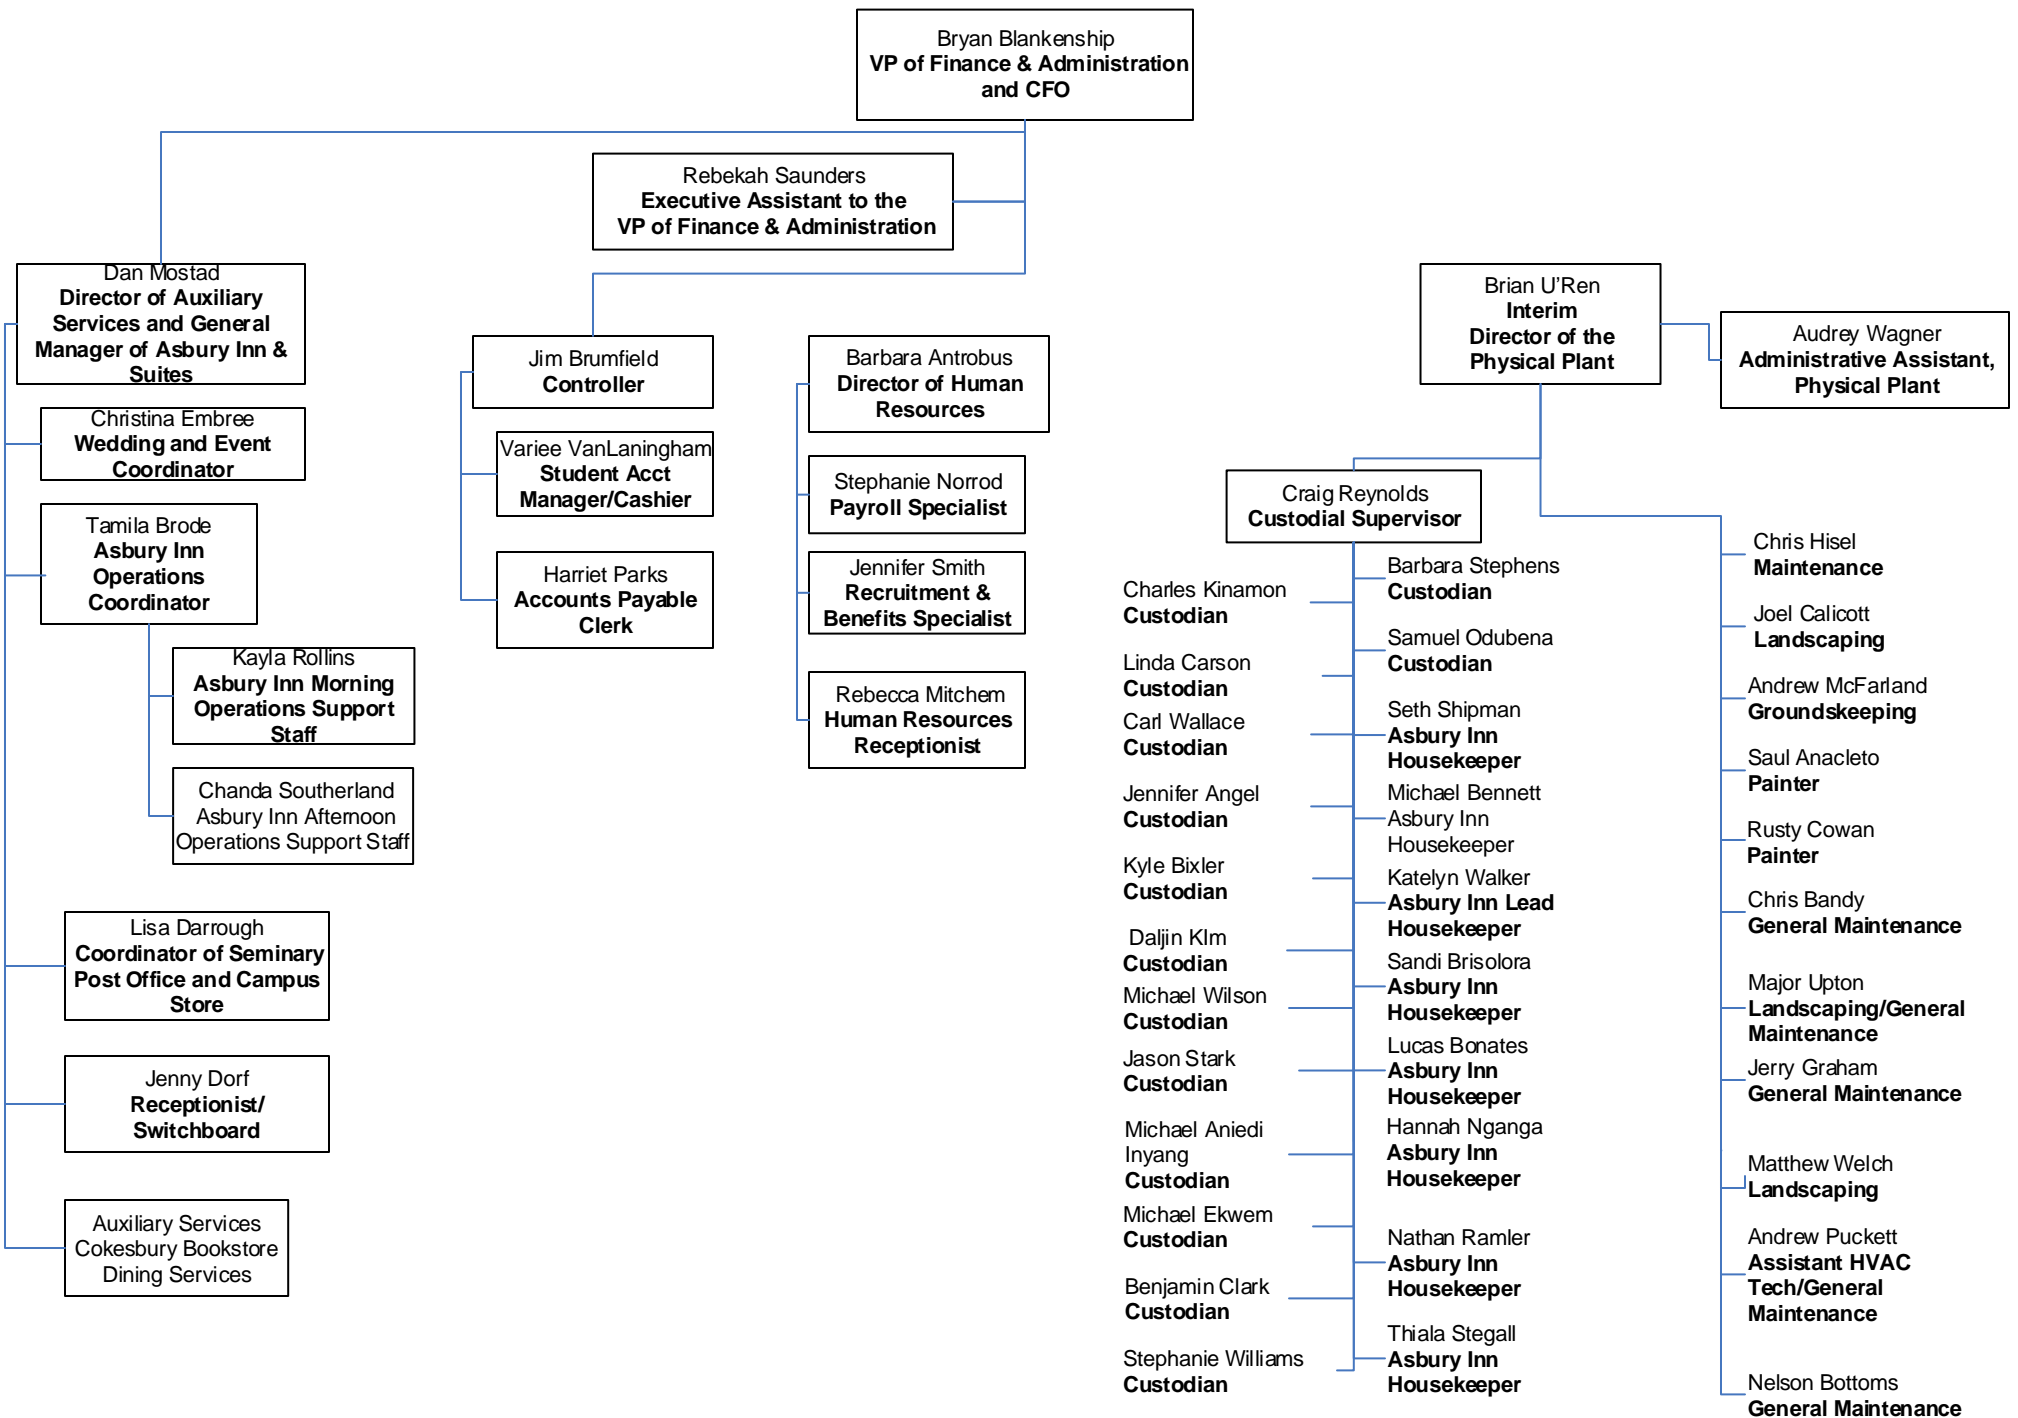 Bryan Blankenship
VP of Finance & Administration
and CFO
Rebekah Saunders
Executive Assistant to the
VP of Finance & Administration
Dan Mostad
Director of Auxiliary
Services and General
Manager of Asbury Inn &
Suites
Christina Embree
Wedding and Event
Coordinator
Tamila Brode
Asbury Inn
Operations
Coordinator
Kayla Rollins
Asbury Inn Morning
Operations Support
Staff
Chanda Southerland
Asbury Inn Afternoon
Operations Support Staff
Lisa Darrough
Coordinator of Seminary
Post Office and Campus
Store
Jenny Dorf
Receptionist/
Switchboard
Auxiliary Services
Cokesbury Bookstore
Dining Services
Jim Brumfield
Controller
Variee VanLaningham
Student Acct
Manager/Cashier
Harriet Parks
Accounts Payable
Clerk
Barbara Antrobus
Director of Human
Resources
Stephanie Norrod
Payroll Specialist
Jennifer Smith
Recruitment &
Benefits Specialist
Rebecca Mitchem
Human Resources
Receptionist
Brian U'Ren
Interim
Director of the
Physical Plant
Audrey Wagner
Administrative Assistant,
Physical Plant
Craig Reynolds
Custodial Supervisor
Charles Kinamon
Custodian
Linda Carson
Custodian
Carl Wallace
Custodian
Jennifer Angel
Custodian
Kyle Bixler
Custodian
Daljin KIm
Custodian
Michael Wilson
Custodian
Jason Stark
Custodian
Michael Aniedi
Inyang
Custodian
Michael Ekwem
Custodian
Benjamin Clark
Custodian
Stephanie Williams
Custodian
Barbara Stephens
Custodian
Samuel Odubena
Custodian
Seth Shipman
Asbury Inn
Housekeeper
Michael Bennett
Asbury Inn
Housekeeper
Katelyn Walker
Asbury Inn Lead
Housekeeper
Sandi Brisolora
Asbury Inn
Housekeeper
Lucas Bonates
Asbury Inn
Housekeeper
Hannah Nganga
Asbury Inn
Housekeeper
Nathan Ramler
Asbury Inn
Housekeeper
Thiala Stegall
Asbury Inn
Housekeeper
Chris Hisel
Maintenance
Joel Calicott
Landscaping
Andrew McFarland
Groundskeeping
Saul Anacleto
Painter
Rusty Cowan
Painter
Chris Bandy
General Maintenance
Major Upton
Landscaping/General
Maintenance
Jerry Graham
General Maintenance
Matthew Welch
Landscaping
Andrew Puckett
Assistant HVAC
Tech/General
Maintenance
Nelson Bottoms
General Maintenance